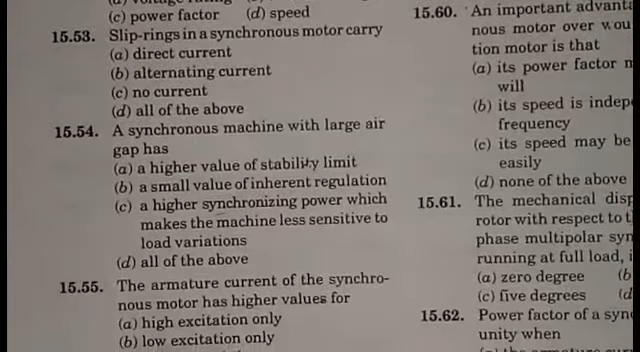 (c) power factor (d) speed
15.53. Slip-rings in a synchronous motor carry
(a) direct current
(b) alternating current
(c) no current
(d) all of the above
15.54. A synchronous machine with large air
gap has
(a) a higher value of stability limit
(b) a small value of inherent regulation
(c) a higher synchronizing power which
makes the machine less sensitive to
load variations
(d) all of the above
15.55. The armature current of the synchro-
nous motor has higher values for
(a) high excitation only
(b) low excitation only
15.60. An important
nous motor over
tion motor is that
(a) its power factor
will
(b) its speed is
frequency
(c) its speed may be
easily
(d) none of the above
15.61. The mechanical
rotor with respect to
phase multipolar
running at full load,
(a) zero degree (b
(c) five degrees (d
15.62. Power factor of a
unity when